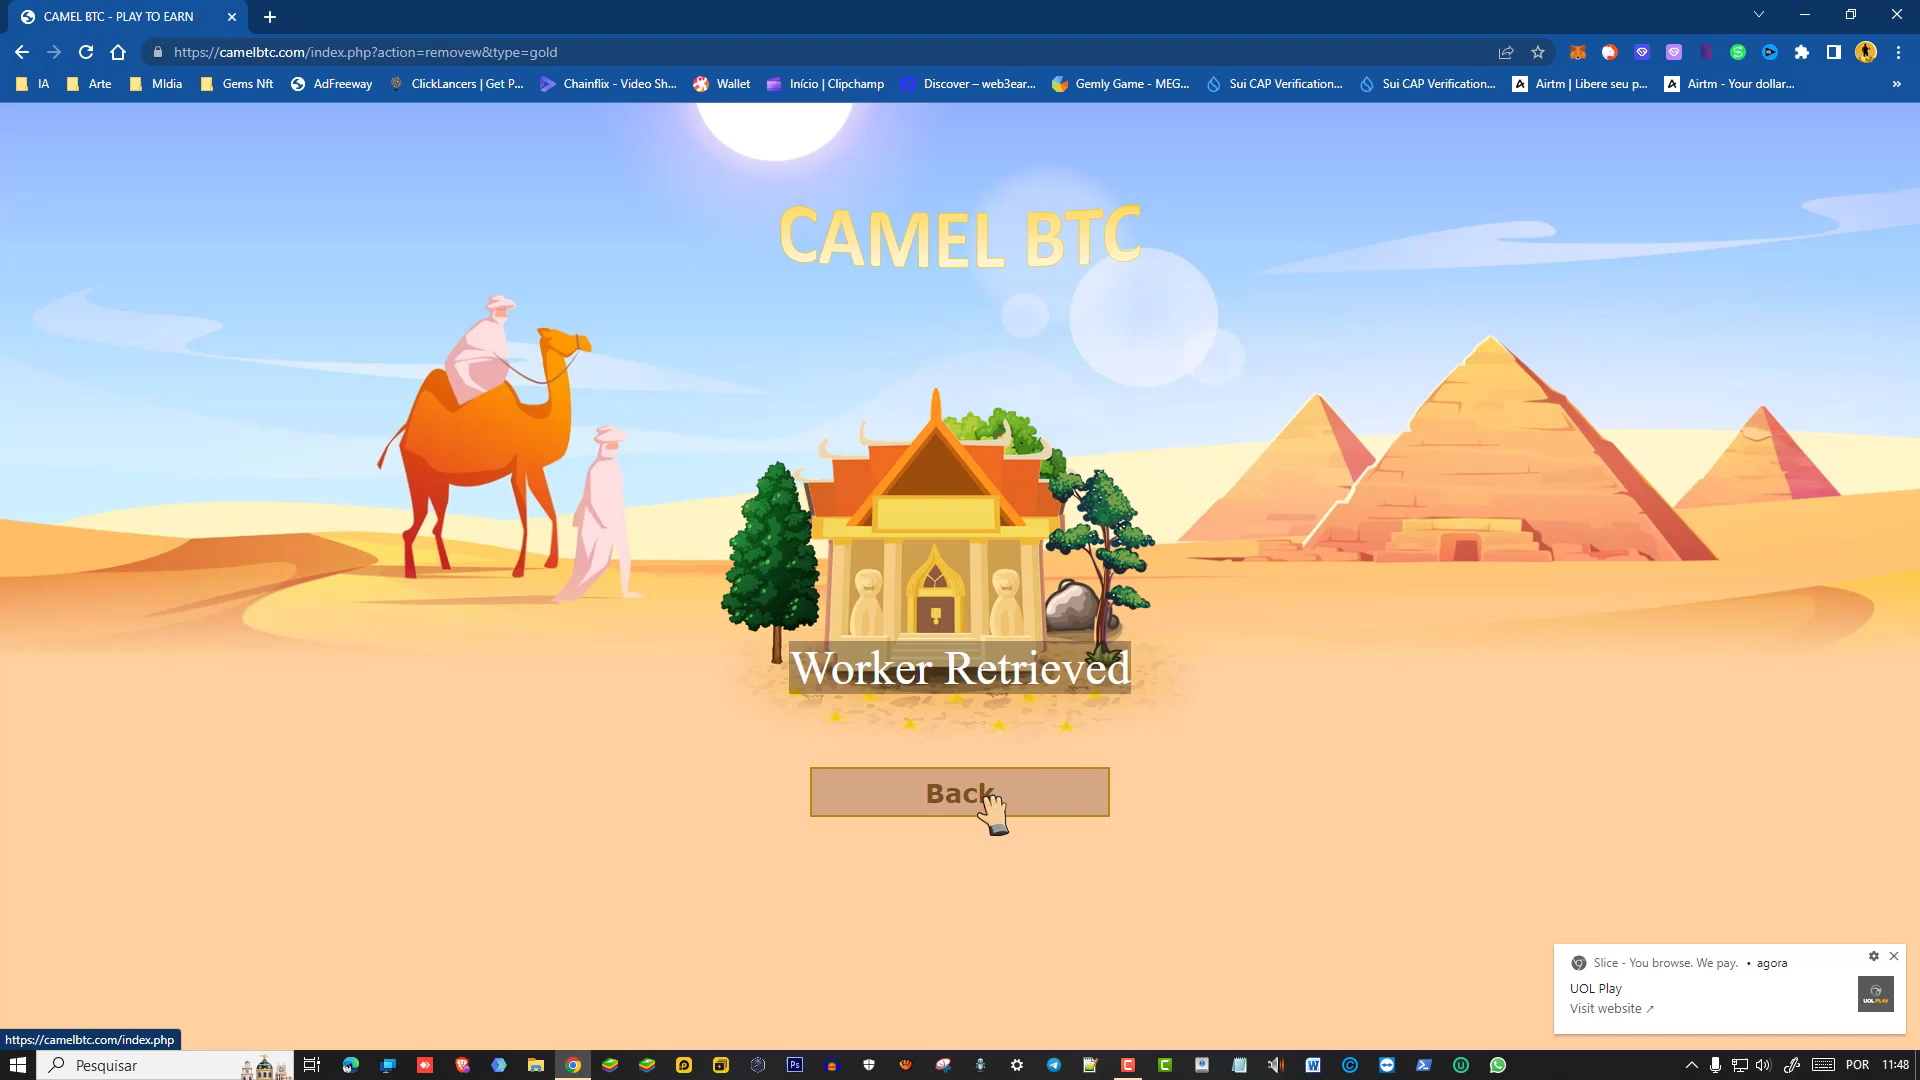 CAMEL BTC - PLAY TO EARN
https://camelbtc.com/index.php?action=removew&type=gold
IA
Arte
MIdia
Gems Nft
AdFreeway
ClickLancers | Get P...
Chainflix - Video Sh...
Wallet
Início | Clipchamp
Discover – web3ear...
Gemly Game - MEG...
Sui CAP Verification...
Sui CAP Verification...
Airtm | Libere seu p...
Airtm - Your dollar...
CAMEL BTC
Worker Retrieved
Back
Slice - You browse. We pay. • agora
UOL Play
Visit website
UOL PLAY
https://camelbtc.com/index.php
Pesquisar
POR
11:48